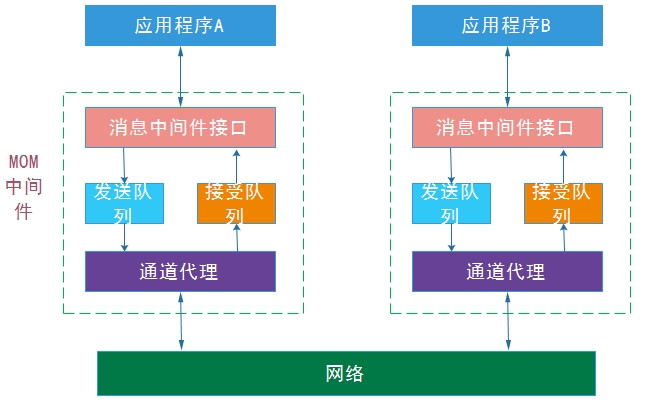 应用程序A
应用程序B
消息中间件接口
消息中间件接口
MOM
中间
件
发送队
列
接受队
列
发送队
列
接受队
列
通道代理
通道代理
网络